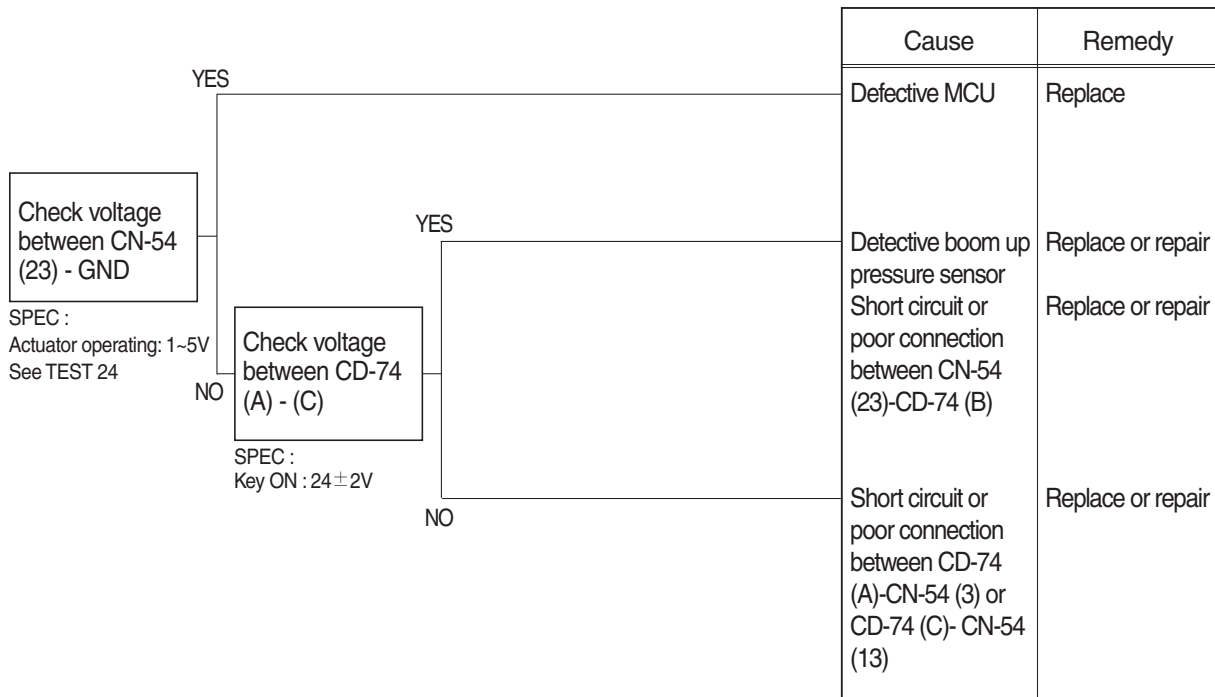 Cause
Remedy
YES
Defective MCU
Replace
Check voltage
between CN-54
(23) - GND
SPEC :
Actuator operating: 1~5V
See TEST 24
NO
YES
Detective boom up
pressure sensor
Replace or repair
Short circuit or
poor connection
between CN-54
(23)-CD-74 (B)
Replace or repair
Check voltage
between CD-74
(A) - (C)
SPEC :
Key ON : 24±2V
NO
Short circuit or
poor connection
between CD-74
(A)-CN-54 (3) or
CD-74 (C)- CN-54
(13)
Replace or repair